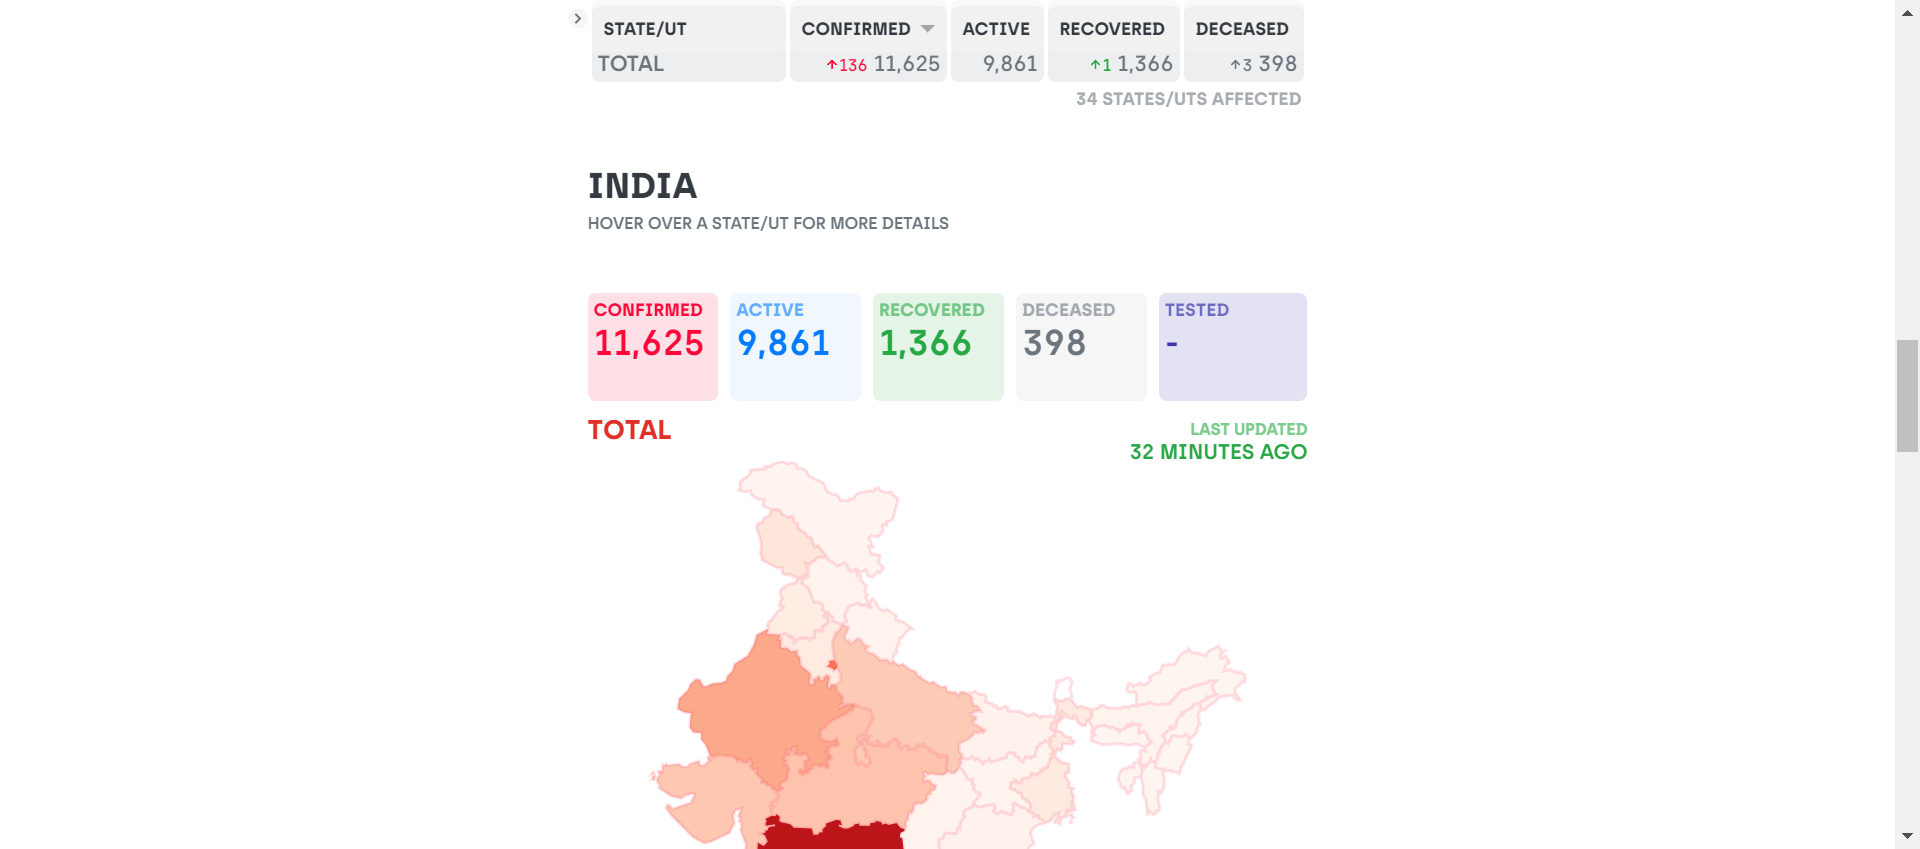 STATE/UT CONFIRMED ACTIVE RECOVERED DECEASED
TOTAL ↑136 11,625 9,861 ↑1 1,366 ↑3 398
34 STATES/UTS AFFECTED
INDIA
HOVER OVER A STATE/UT FOR MORE DETAILS
CONFIRMED ACTIVE RECOVERED DECEASED TESTED
11,625 9,861 1,366 398 -
TOTAL
LAST UPDATED
32 MINUTES AGO